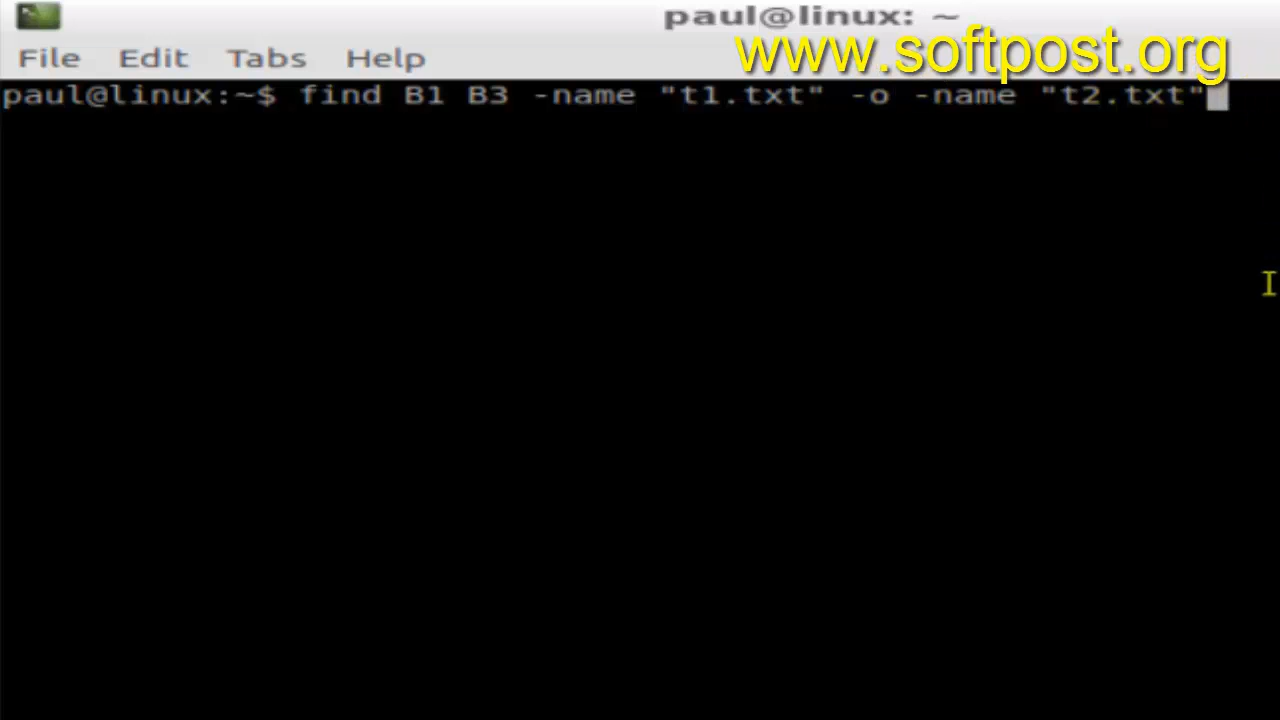 paul@linux: ~
www.softpost.org
File Edit Tabs Help
paul@linux:~$ find B1 B3 -name "t1.txt" -o -name "t2.txt"